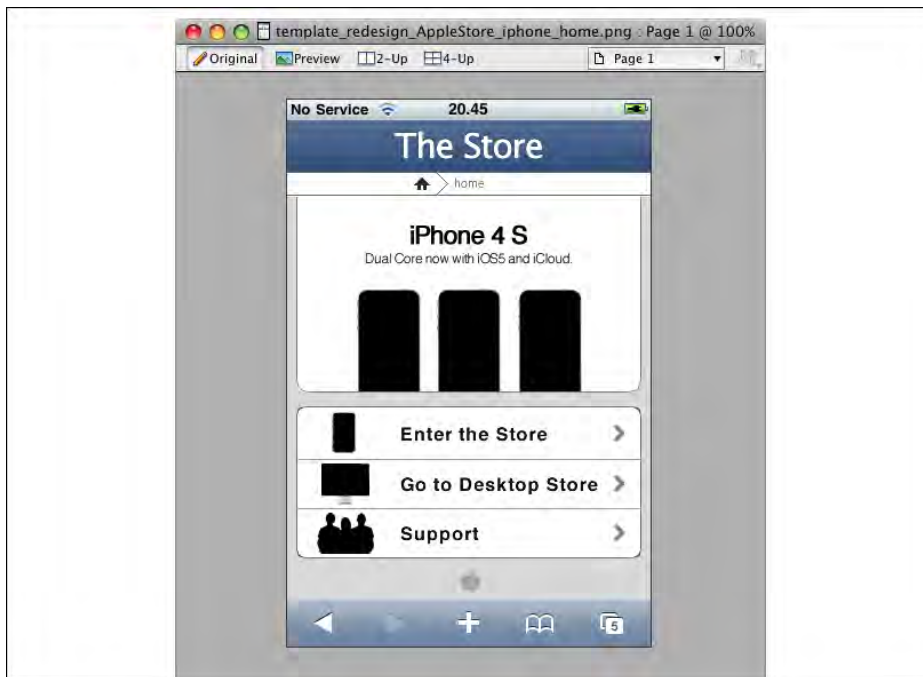 template_redesign_AppleStore_iphone_home.png : Page 1 @ 100%
Original Preview 2-Up 4-Up Page 1
No Service 20.45
The Store
home
iPhone 4 S
Dual Core now with iOS5 and iCloud.
Enter the Store
Go to Desktop Store
Support
5